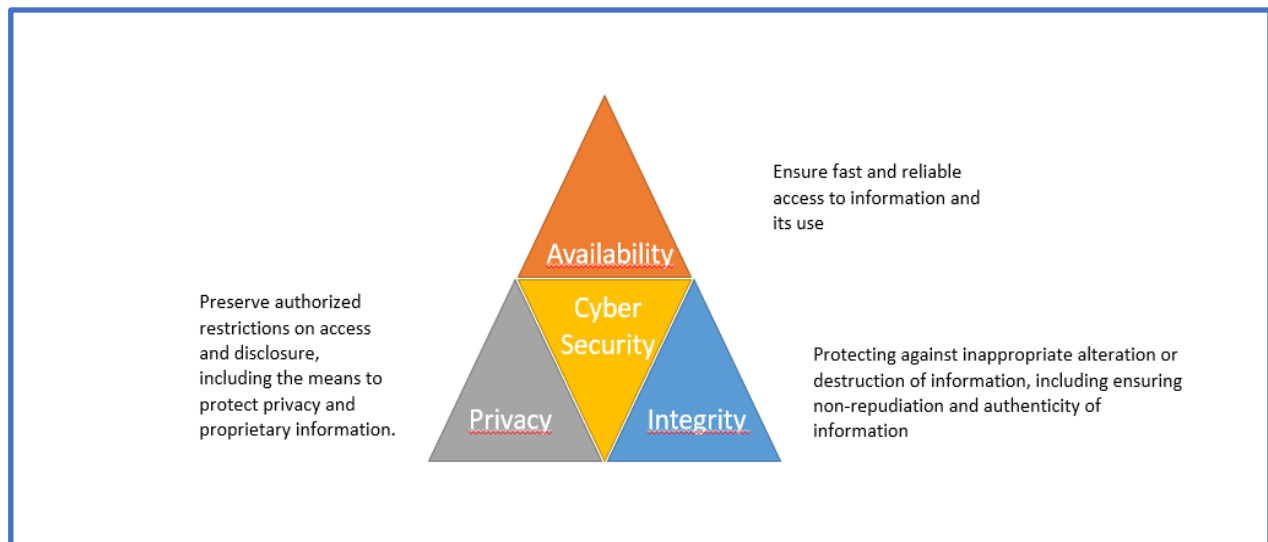 Ensure fast and reliable
access to information and
its use
Availability
Cyber
Security
Preserve authorized
restrictions on access
and disclosure,
including the means to
protect privacy and
proprietary information.
Privacy
Integrity
Protecting against inappropriate alteration or
destruction of information, including ensuring
non-repudiation and authenticity of
information